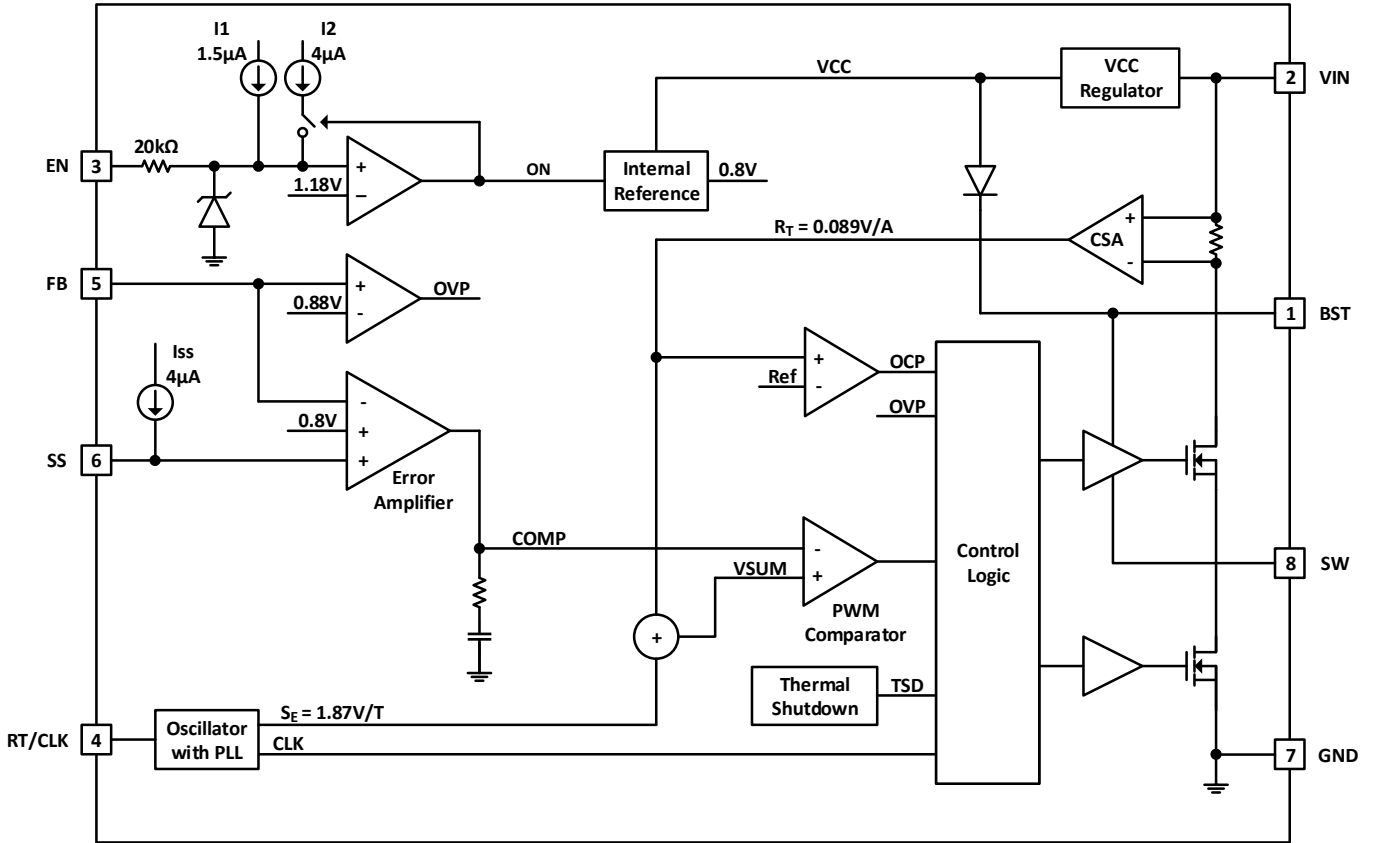 I1
1.5µA
I2
4µA
VCC
VCC
Regulator
2
VIN
20kΩ
EN
3
+
1.18V
–
ON
Internal
Reference
0.8V
R_T = 0.089V/A
CSA
+
-
FB
5
+
0.88V
-
OVP
1
BST
Iss
4µA
+
Ref
-
OCP
OVP
-
0.8V
+
SS
6
+
Error
Amplifier
COMP
-
VSUM
+
PWM
Comparator
Control
Logic
8
SW
+
Thermal
Shutdown
TSD
S_E = 1.87V/T
RT/CLK
4
Oscillator
with PLL
CLK
7
GND